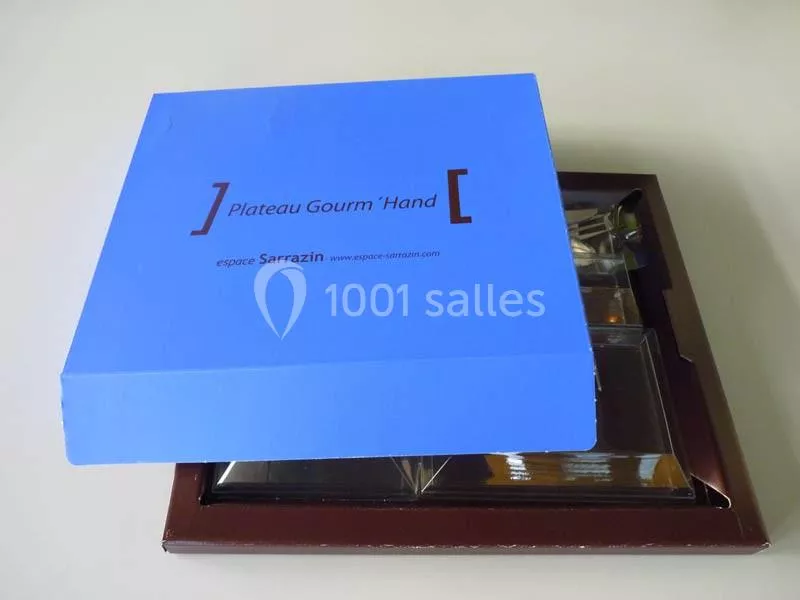 ] Plateau Gourm´Hand [
espace Sarrazin www.espace-sarrazin.com
1001 salles